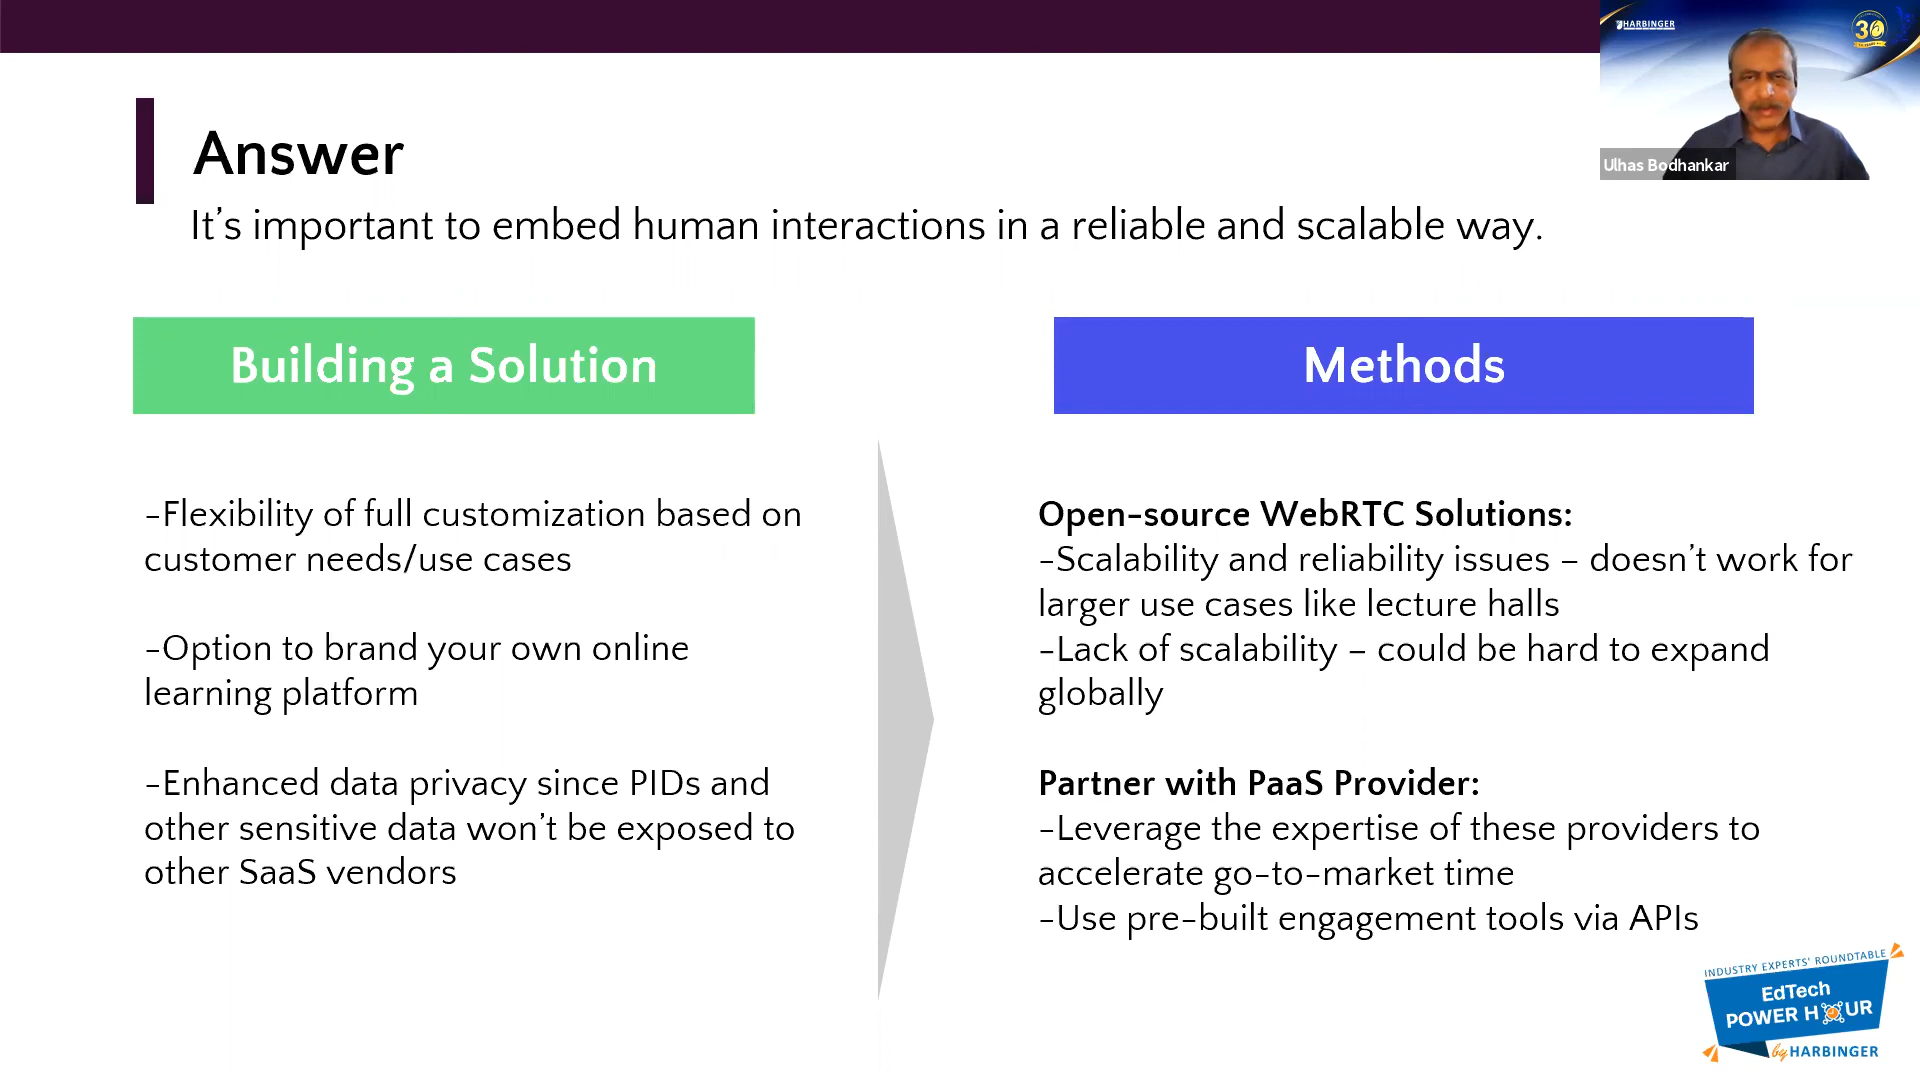 HARBINGER
30
Ulhas Bodhankar
Answer
It's important to embed human interactions in a reliable and scalable way.
Building a Solution
-Flexibility of full customization based on
customer needs/use cases
-Option to brand your own online
learning platform
-Enhanced data privacy since PIDs and
other sensitive data won't be exposed to
other SaaS vendors
Methods
Open-source WebRTC Solutions:
-Scalability and reliability issues – doesn't work for
larger use cases like lecture halls
-Lack of scalability – could be hard to expand
globally
Partner with PaaS Provider:
-Leverage the expertise of these providers to
accelerate go-to-market time
-Use pre-built engagement tools via APIs
INDUSTRY EXPERTS' ROUNDTABLE
EdTech
POWER HOUR
by HARBINGER